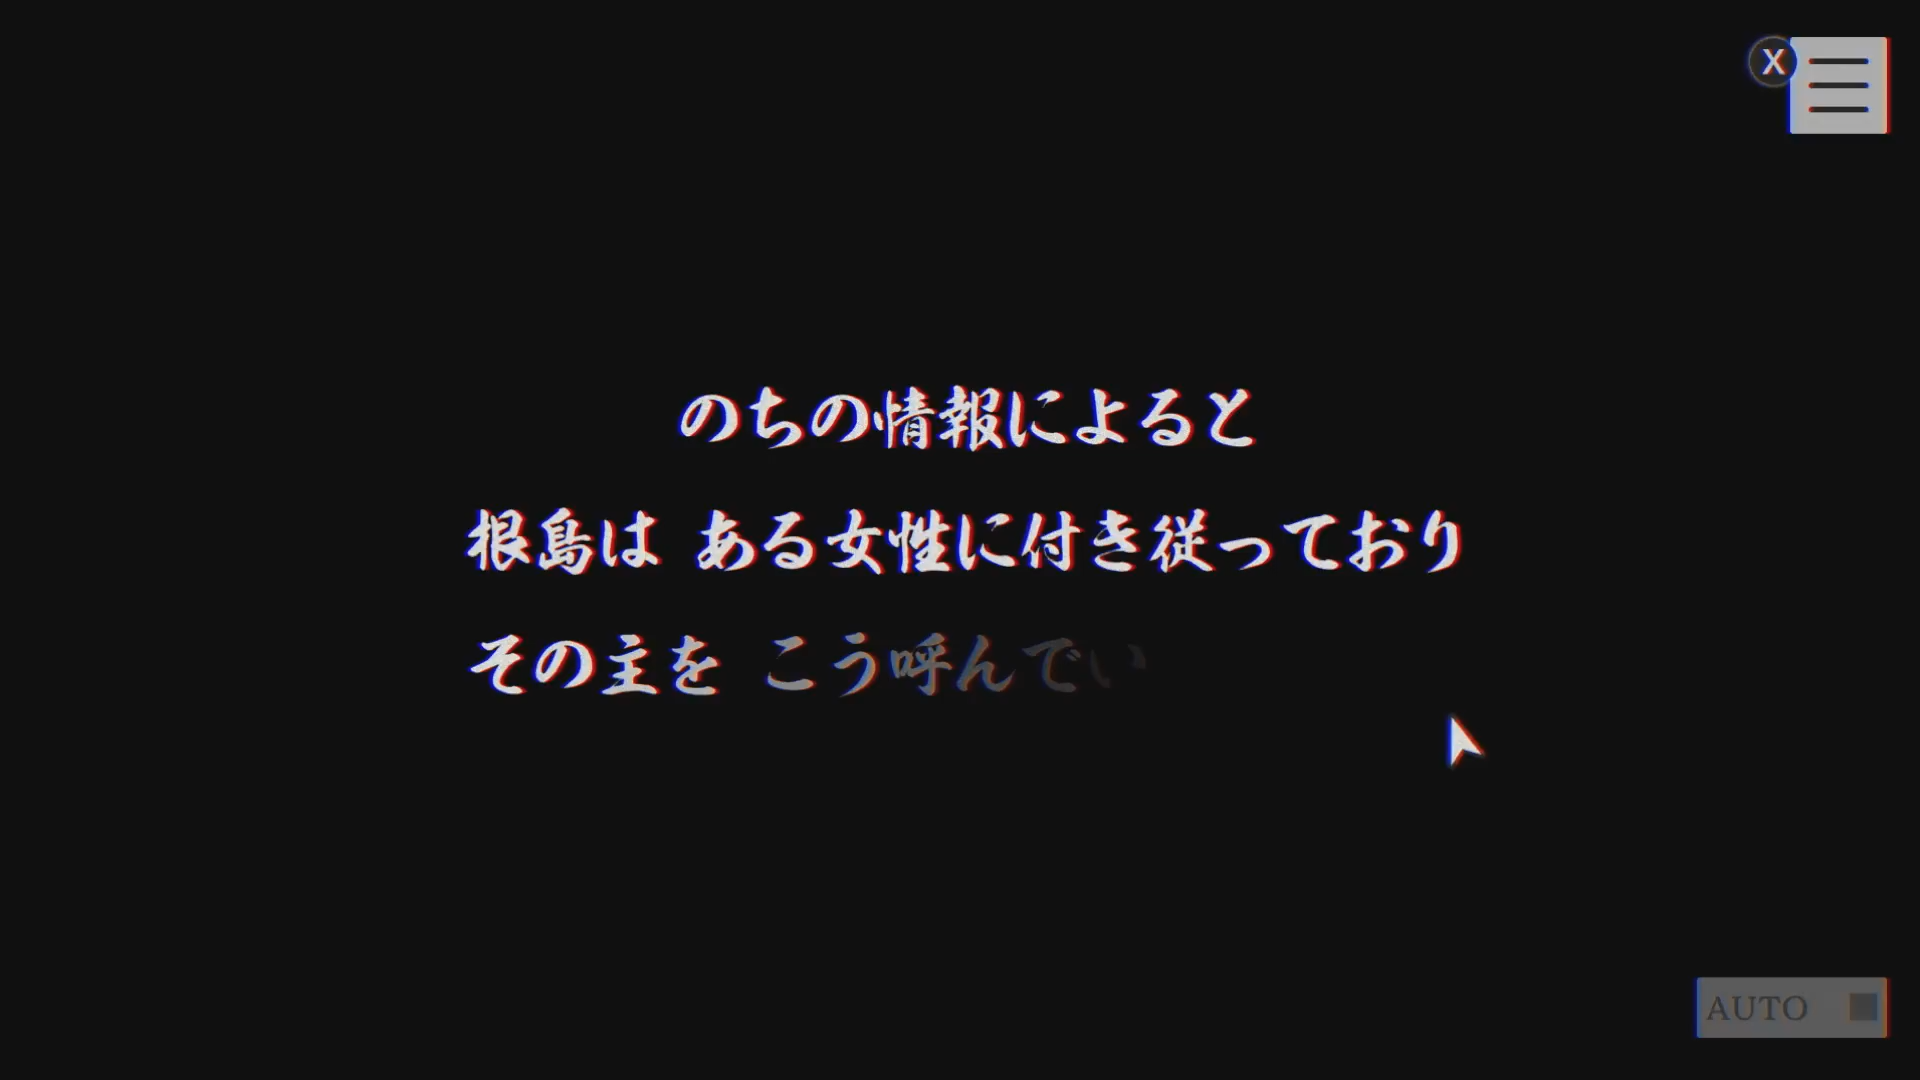 X
のちの情報によると
根島は ある女性に付き従っており
その主を こう呼んでい
AUTO